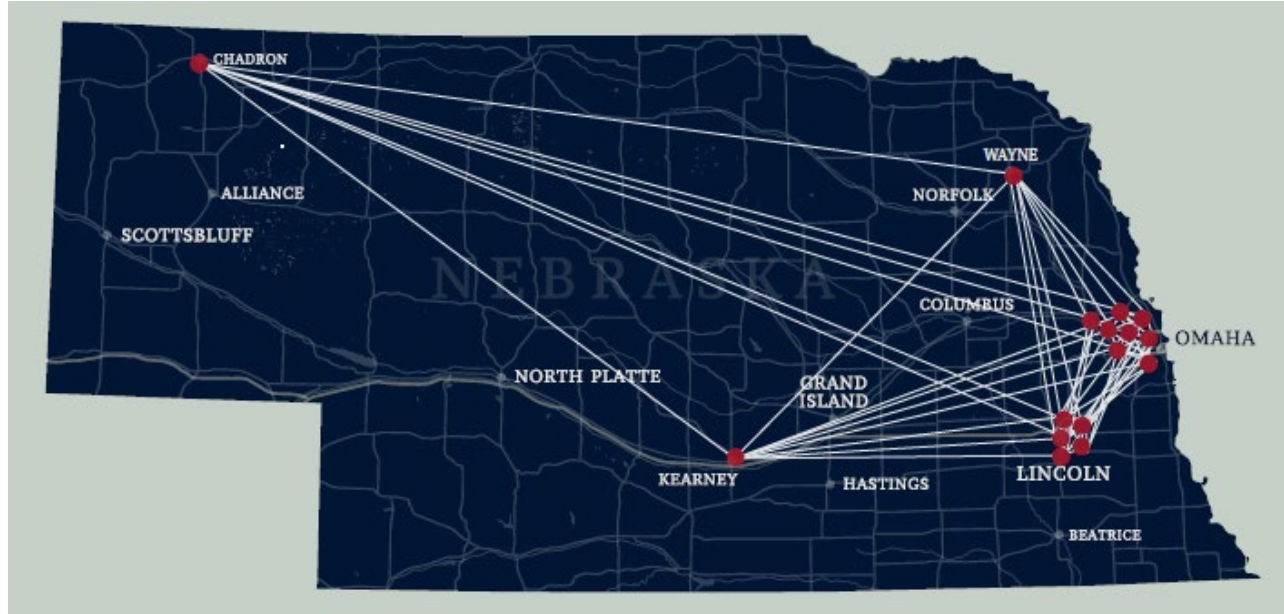 CHADRON
WAYNE
ALLIANCE
NORFOLK
SCOTTSBLUFF
NEBRASKA
COLUMBUS
OMAHA
NORTH PLATTE
GRAND
ISLAND
KEARNEY
LINCOLN
HASTINGS
BEATRICE